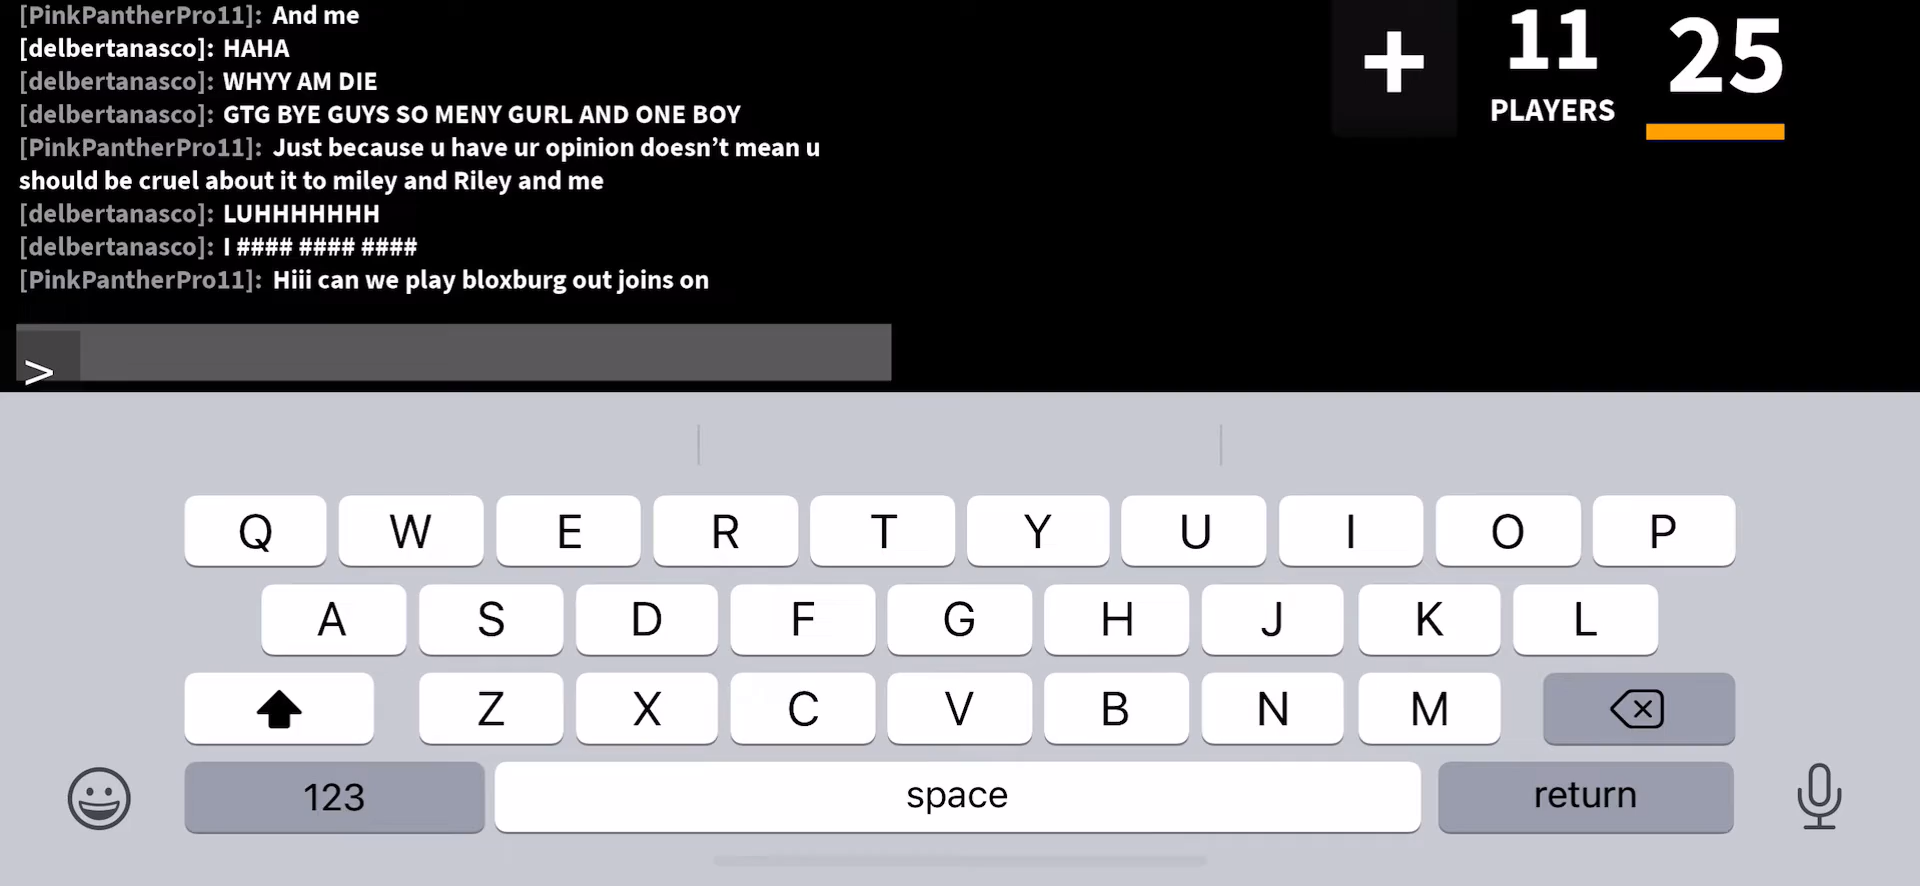 [PinkPantherPro11]: And me
[delbertanasco]: HAHA
[delbertanasco]: WHYY AM DIE
[delbertanasco]: GTG BYE GUYS SO MENY GURL AND ONE BOY
[PinkPantherPro11]: Just because u have ur opinion doesn’t mean u
should be cruel about it to miley and Riley and me
[delbertanasco]: LUHHHHHHH
[delbertanasco]: I #### #### ####
[PinkPantherPro11]: Hiii can we play bloxburg out joins on
>
+
11
PLAYERS
25
Q W E R T Y U I O P
A S D F G H J K L
Z X C V B N M
123 space return